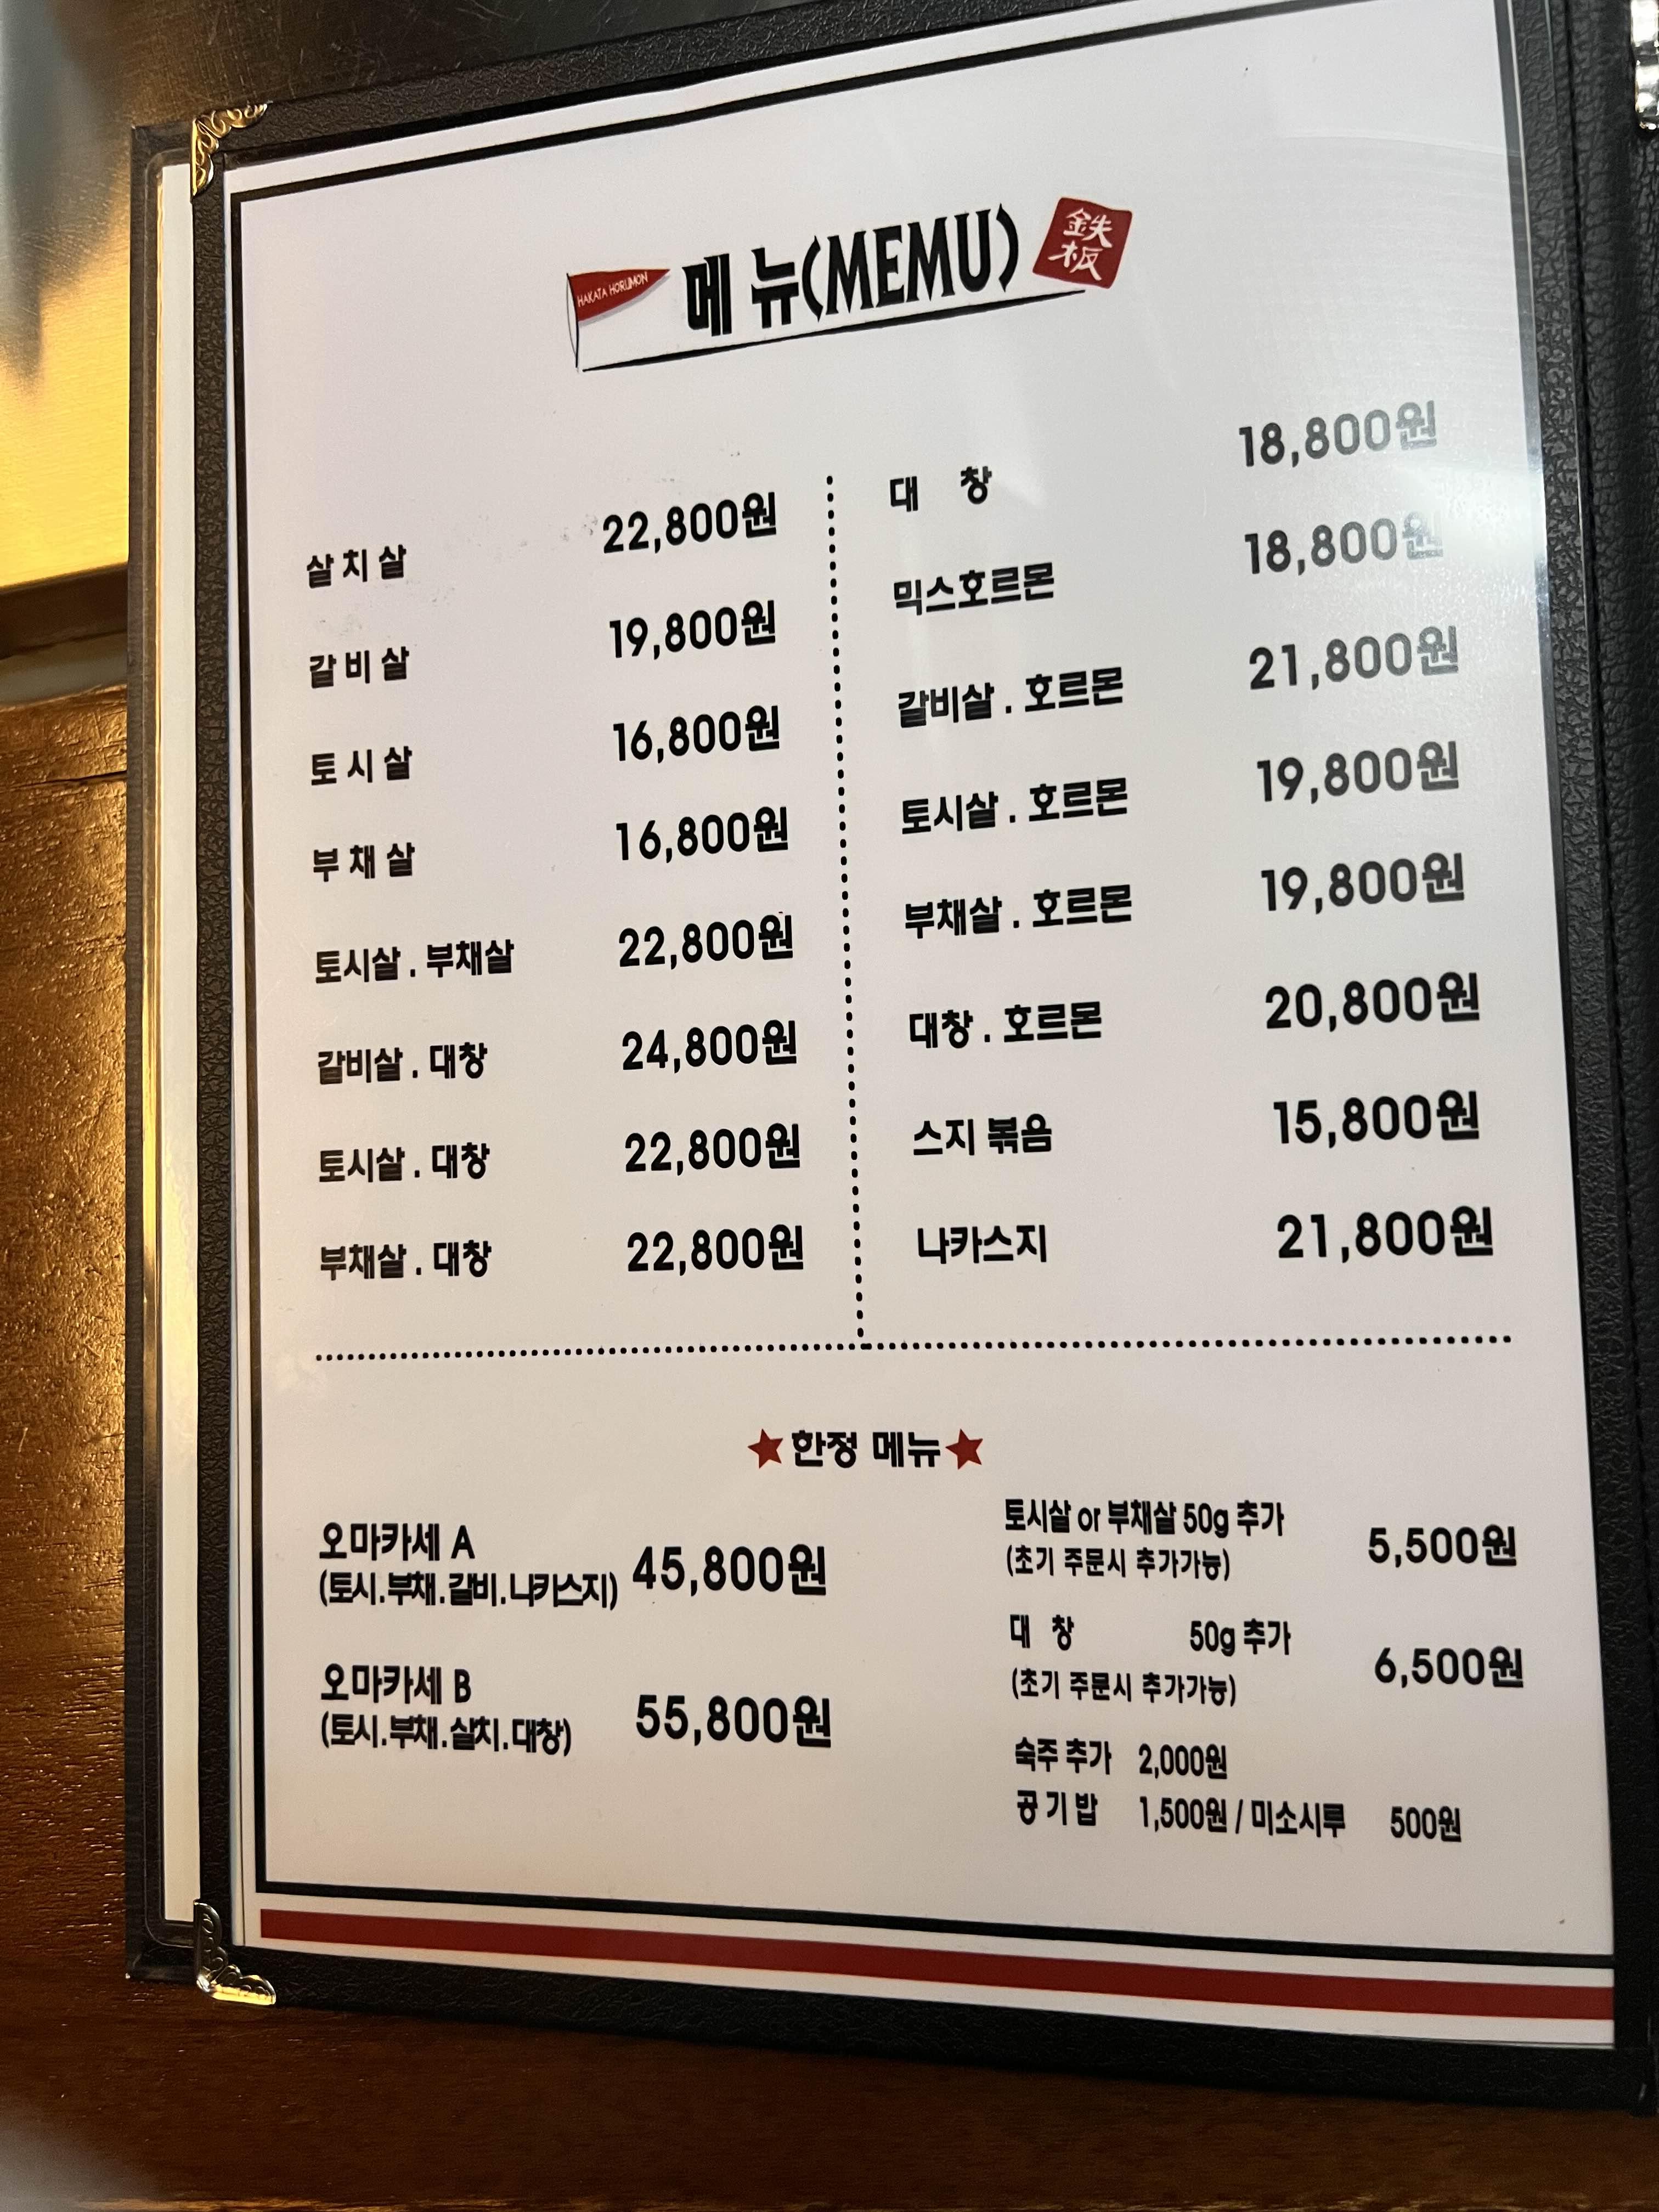 HAKATA HORUMON
메 뉴(MEMU)
鉄
板
살 치 살 22,800원
갈 비 살 19,800원
토 시 살 16,800원
부 채 살 16,800원
토시살 . 부채살 22,800원
갈비살 . 대창 24,800원
토시살 . 대창 22,800원
부채살 . 대창 22,800원
대 창 18,800원
믹스호르몬 18,800원
갈비살 . 호르몬 21,800원
토시살 . 호르몬 19,800원
부채살 . 호르몬 19,800원
대창 . 호르몬 20,800원
스지 볶음 15,800원
나카스지 21,800원
★한정 메뉴★
오마카세 A
(토시.부채.갈비.나카스지) 45,800원
오마카세 B
(토시.부채.살치.대창) 55,800원
토시살 or 부채살 50g 추가 5,500원
(초기 주문시 추가가능)
대 창 50g 추가 6,500원
(초기 주문시 추가가능)
숙주 추가 2,000원
공 기 밥 1,500원 / 미소시루 500원